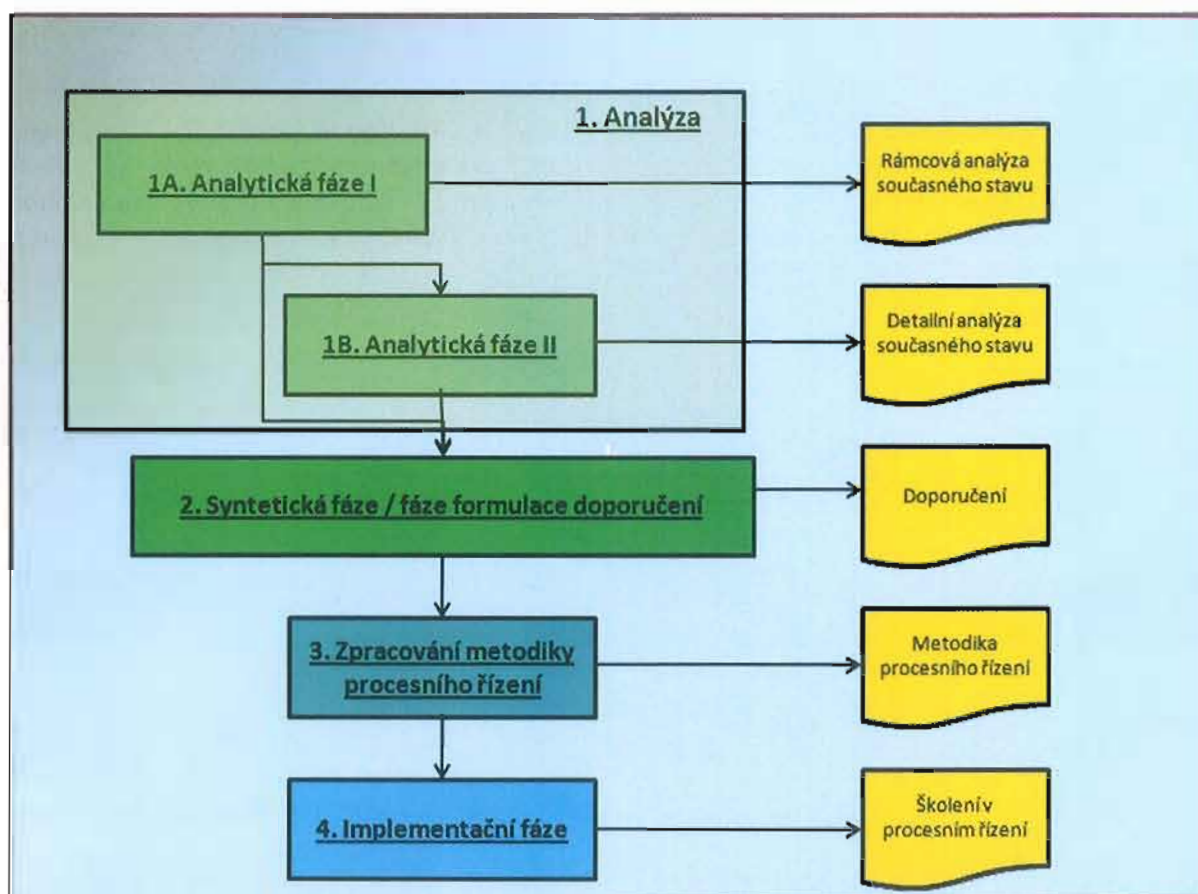 1. Analýza
1A. Analytická fáze I
Rámcová analýza
současného stavu
1B. Analytická fáze II
Detailní analýza
současného stavu
2. Syntetická fáze / fáze formulace doporučení
Doporučení
3. Zpracování metodiky
procesního řízení
Metodika
procesního řízení
4. Implementační fáze
Školení v
procesním řízení